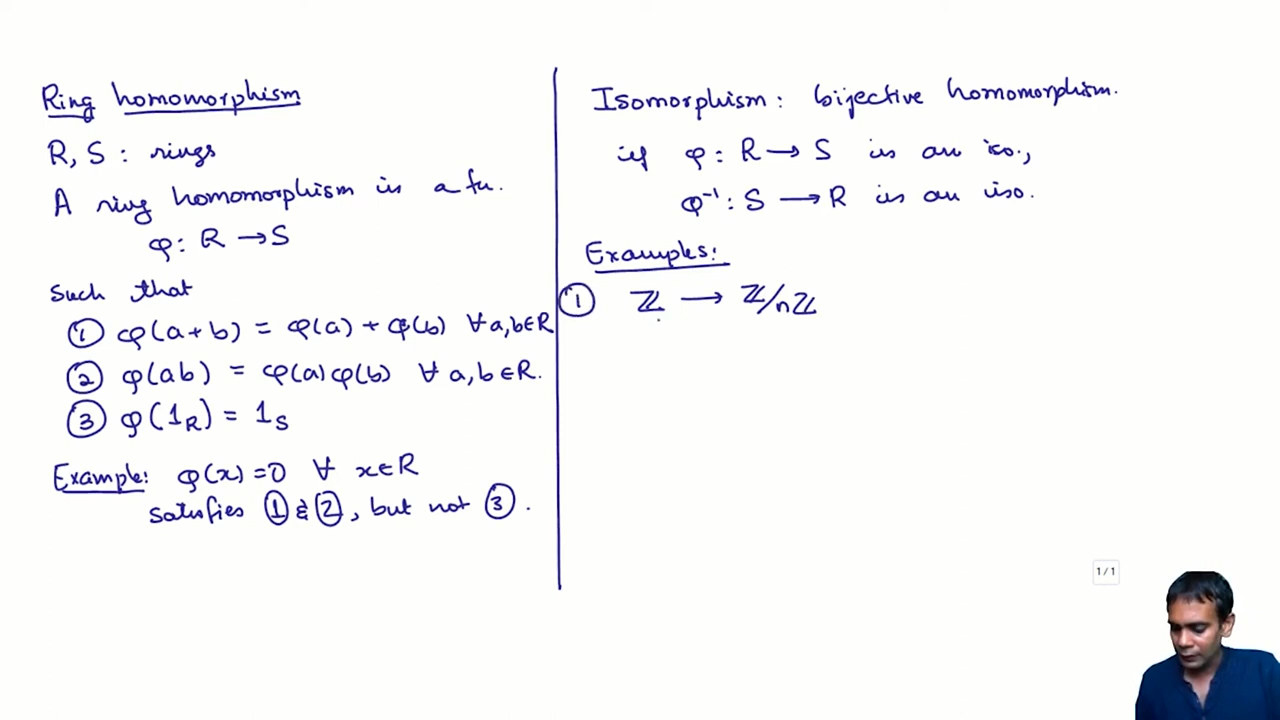 Ring homomorphism
R, S : rings
A ring homomorphism is a fn.
φ: R → S
Such that
① φ(a+b) = φ(a) + φ(b) ∀ a,b ∈ R
② φ(ab) = φ(a)φ(b) ∀ a,b ∈ R.
③ φ(1_R) = 1_S
Example: φ(x) = 0 ∀ x ∈ R
satisfies ① & ②, but not ③.
Isomorphism: bijective homomorphism.
if φ: R → S is an iso.,
φ⁻¹: S → R is an iso.
Examples:
① ℤ → ℤ/nℤ
1/1